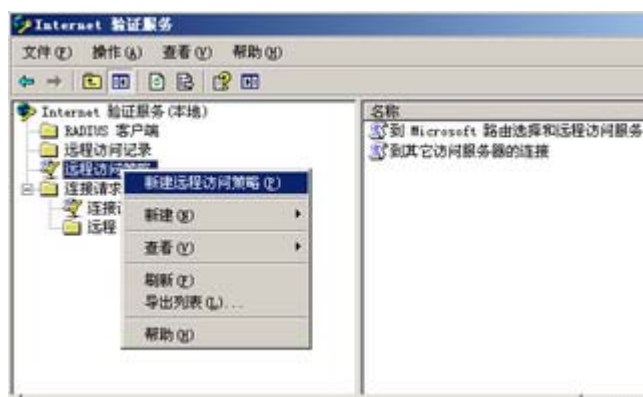 Internet 验证服务
文件(F) 操作(A) 查看(V) 帮助(H)
Internet 验证服务(本地)
RADIUS 客户端
远程访问记录
远程访问策略
连接请求
连接
远程
新建远程访问策略(P)
新建(N)
查看(V)
刷新(F)
导出列表(L)...
帮助(H)
名称
到 Microsoft 路由选择和远程访问服务
到其它访问服务器的连接